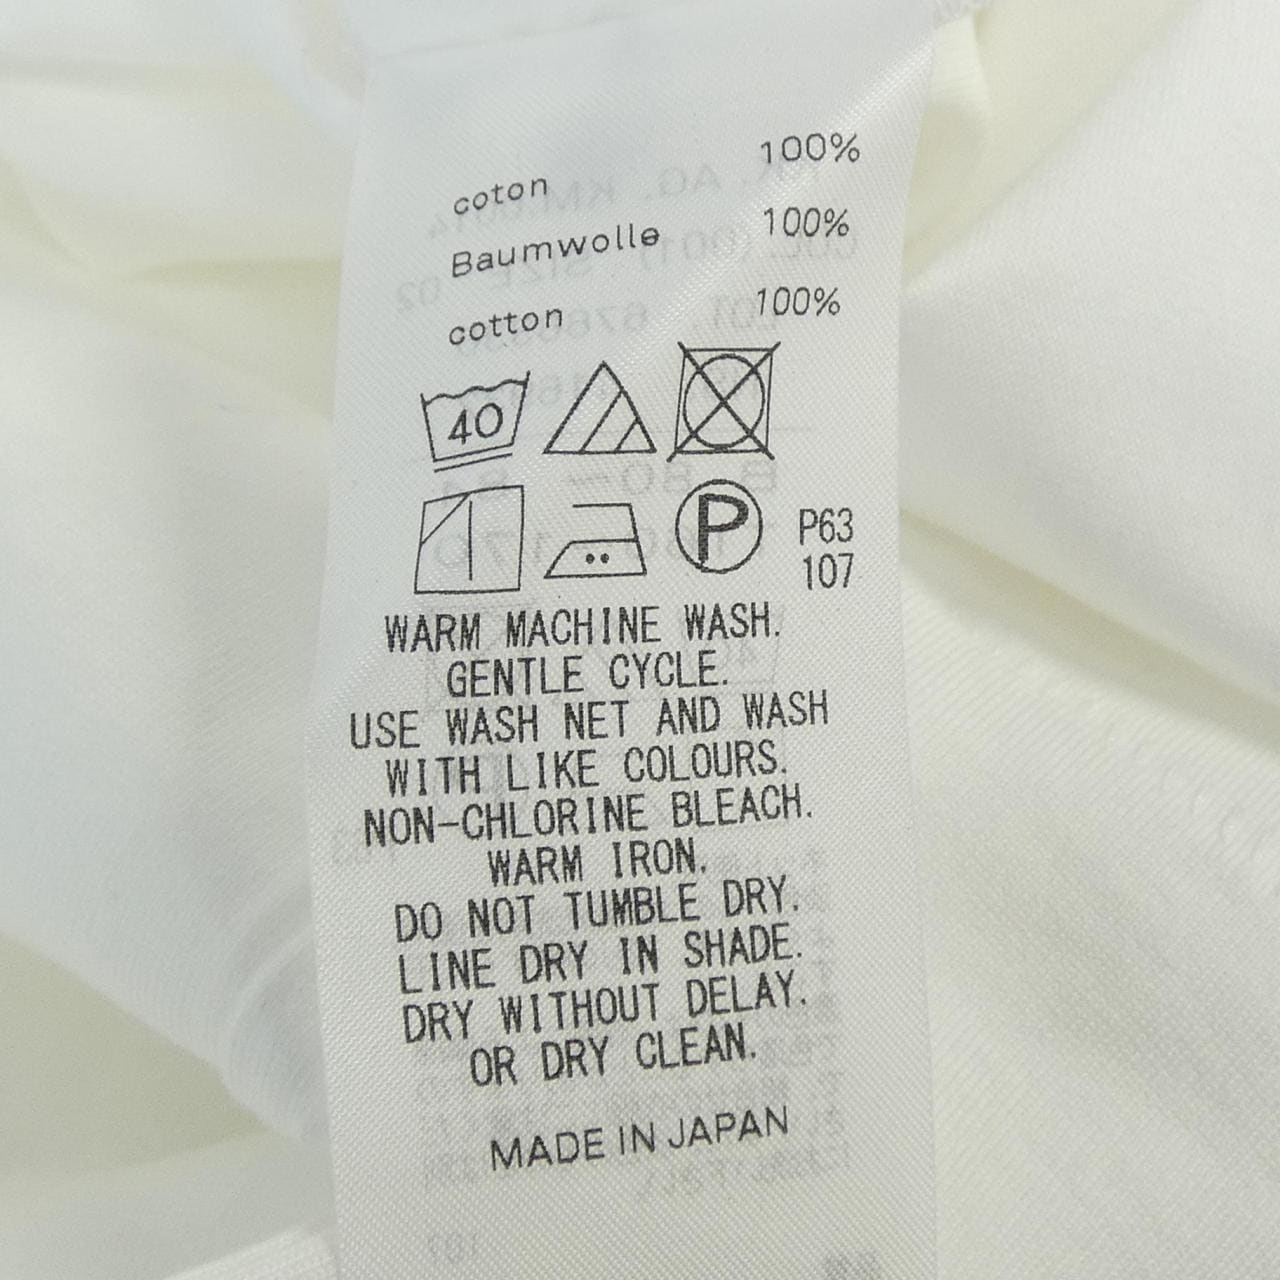 coton 100%
Baumwolle 100%
cotton 100%
40
P P63
107
WARM MACHINE WASH.
GENTLE CYCLE.
USE WASH NET AND WASH
WITH LIKE COLOURS.
NON-CHLORINE BLEACH.
WARM IRON.
DO NOT TUMBLE DRY.
LINE DRY IN SHADE.
DRY WITHOUT DELAY.
OR DRY CLEAN.
MADE IN JAPAN